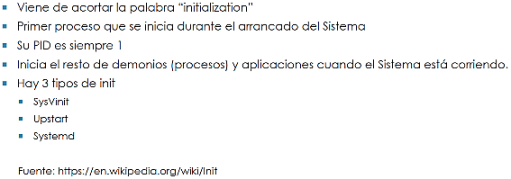 Viene de acortar la palabra “initialization”
Primer proceso que se inicia durante el arrancado del Sistema
Su PID es siempre 1
Inicia el resto de demonios (procesos) y aplicaciones cuando el Sistema está corriendo.
Hay 3 tipos de init
SysVinit
Upstart
Systemd
Fuente: https://en.wikipedia.org/wiki/Init